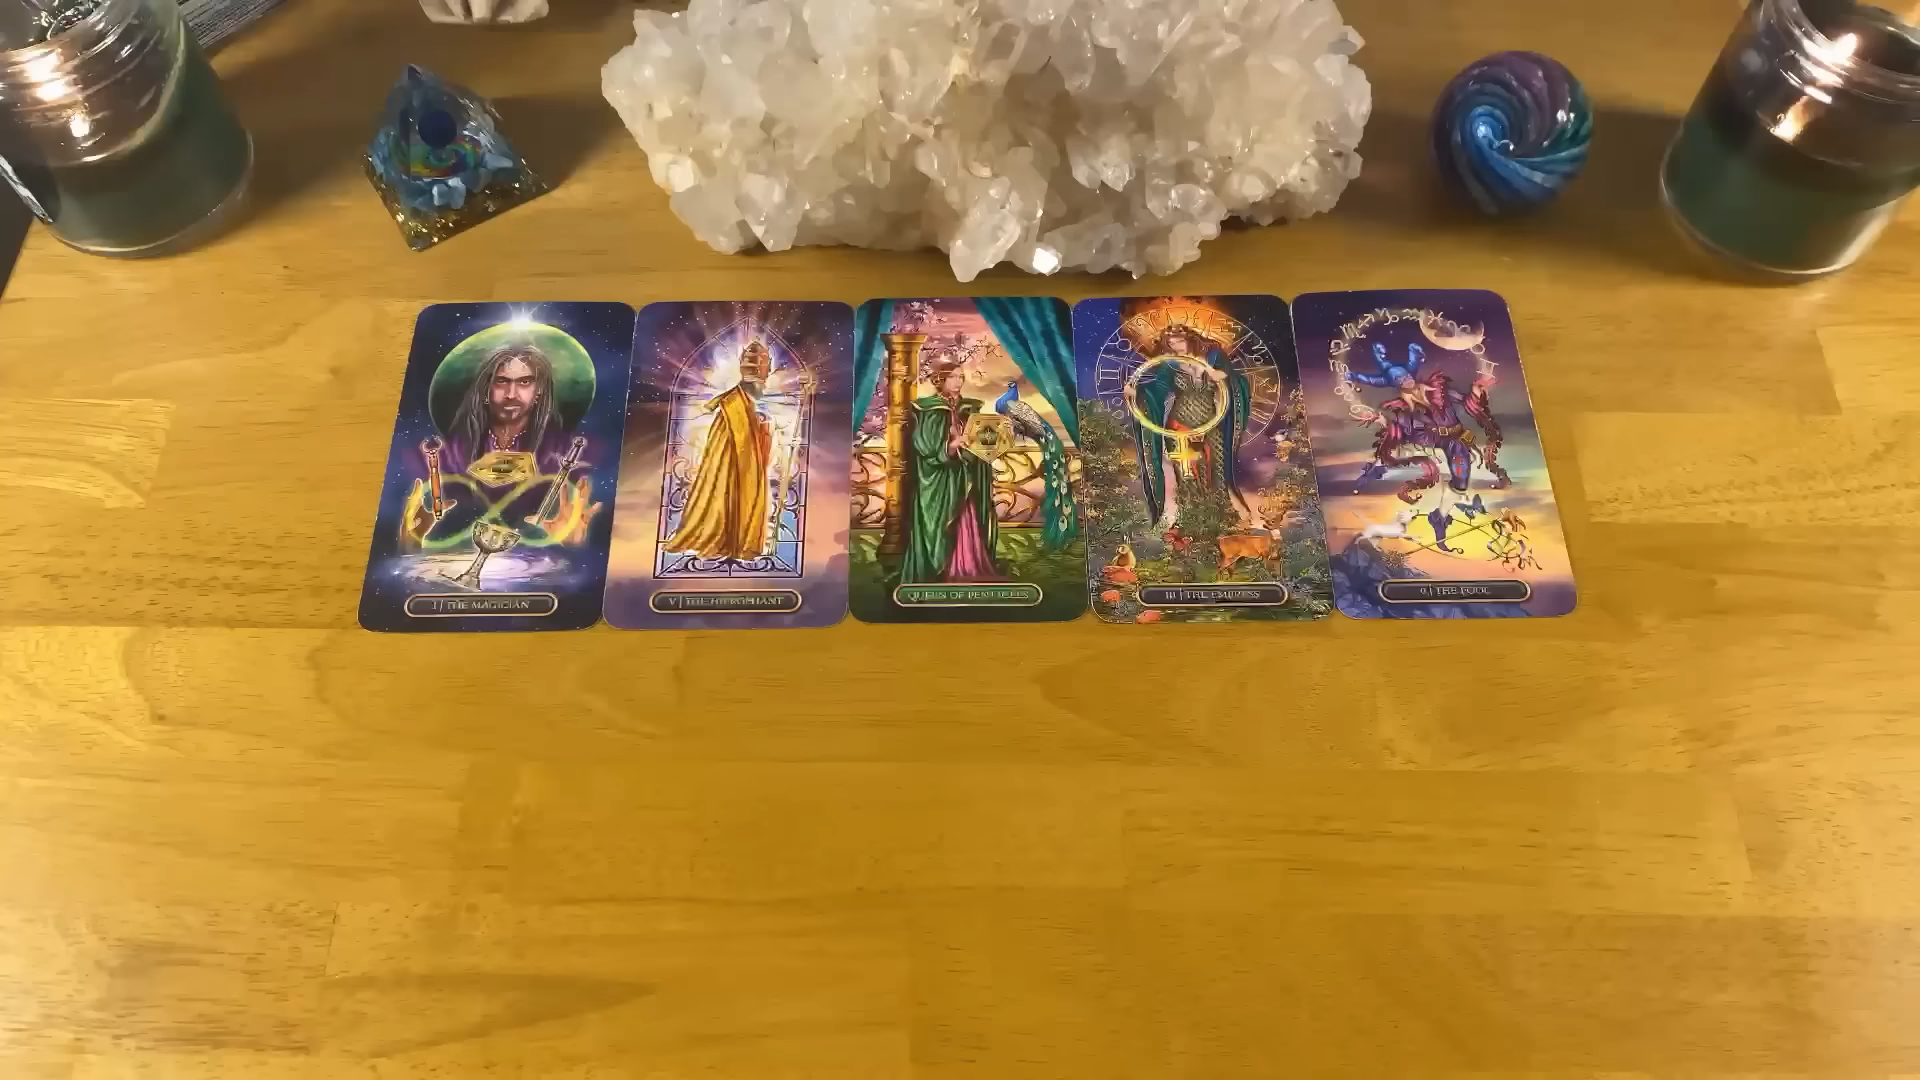 I | THE MAGICIAN
V | THE HIEROPHANT
QUEEN OF PENTACLES
III | THE EMPRESS
0 | THE FOOL